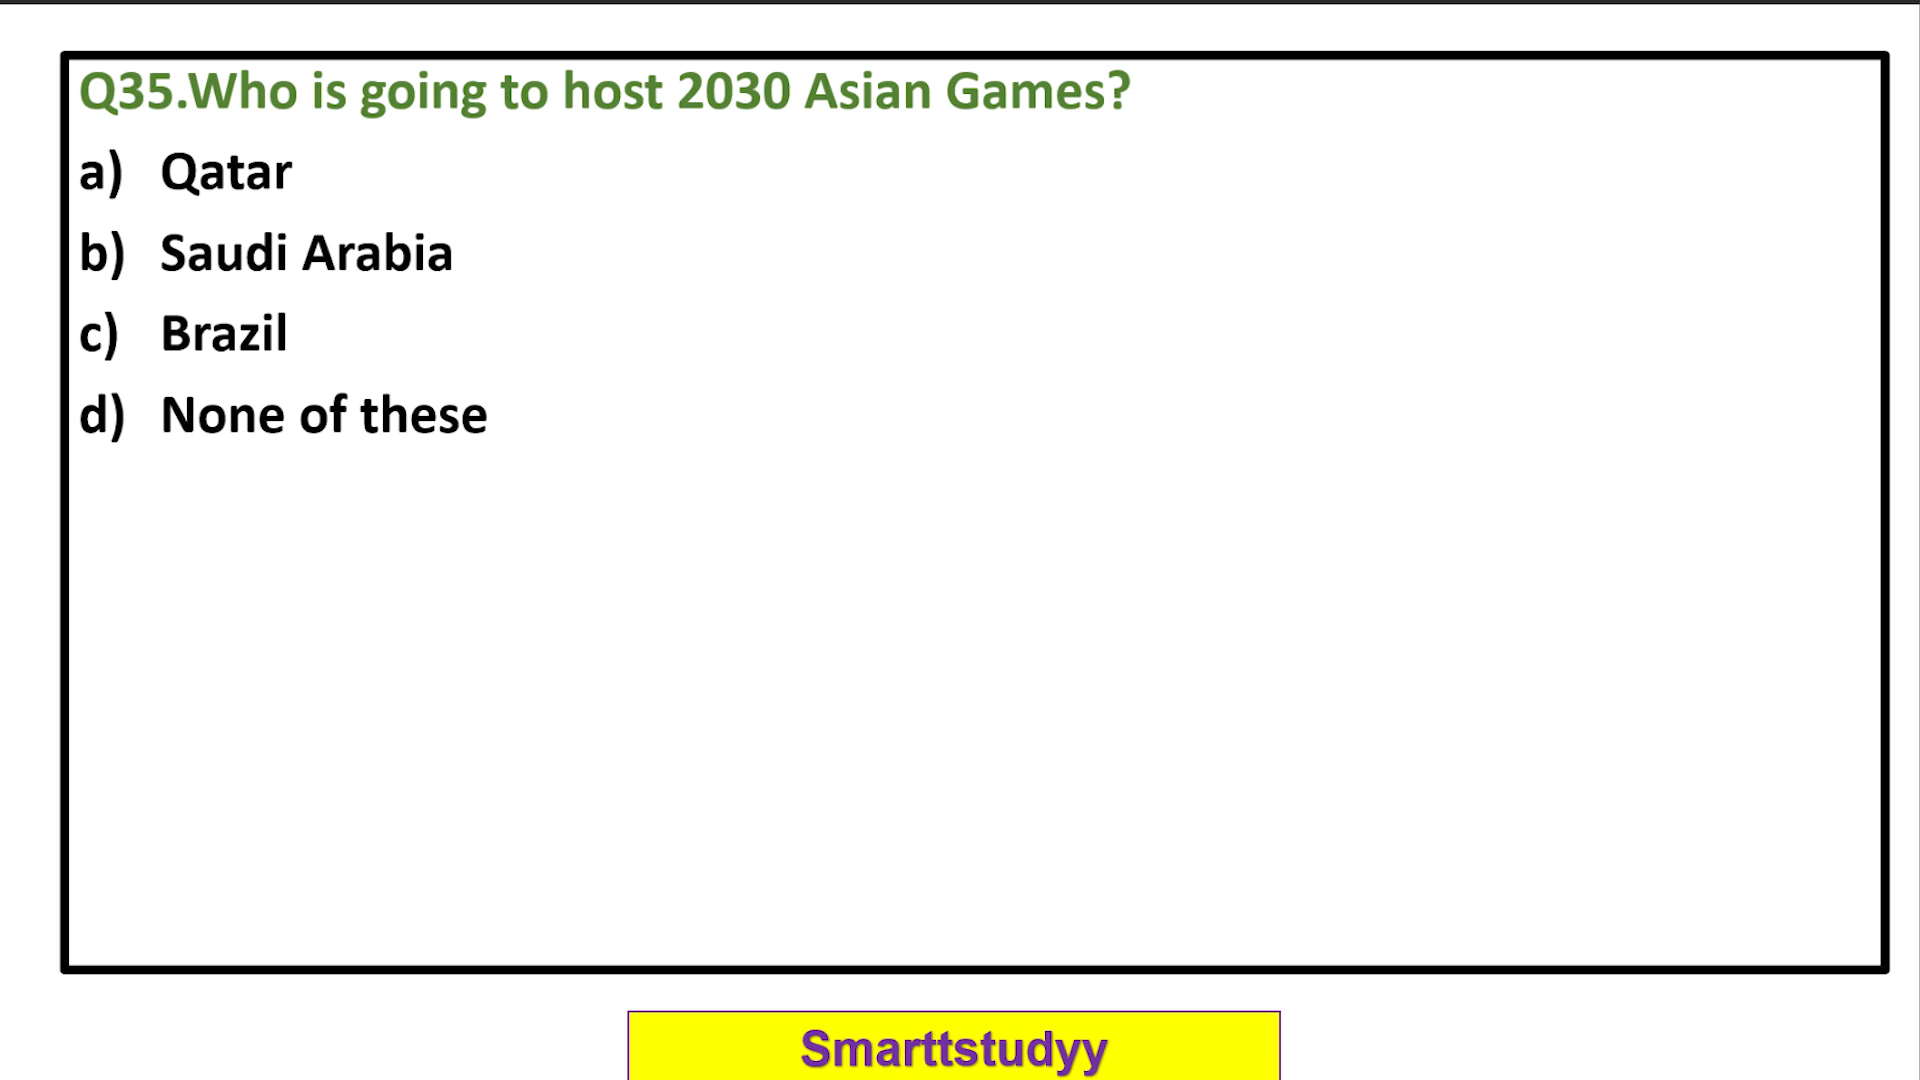 Q35.Who is going to host 2030 Asian Games?
a) Qatar
b) Saudi Arabia
c) Brazil
d) None of these
Smarttstudyy